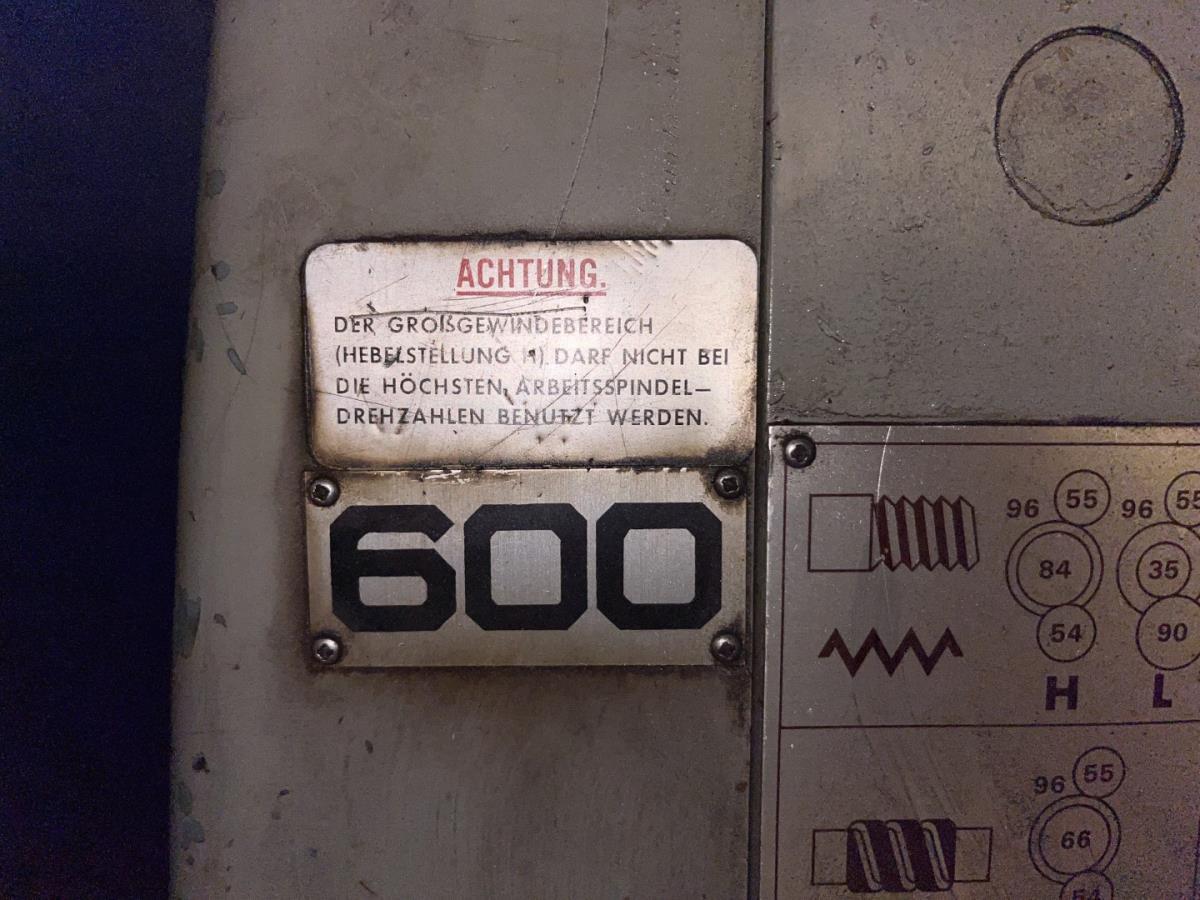 ACHTUNG.
DER GROßGEWINDEBEREICH
(HEBELSTELLUNG H) DARF NICHT BEI
DIE HÖCHSTEN ARBEITSSPINDEL–
DREHZAHLEN BENUTZT WERDEN.
600
96 55 96 55
84 35
54 90
H L
96 55
66
54